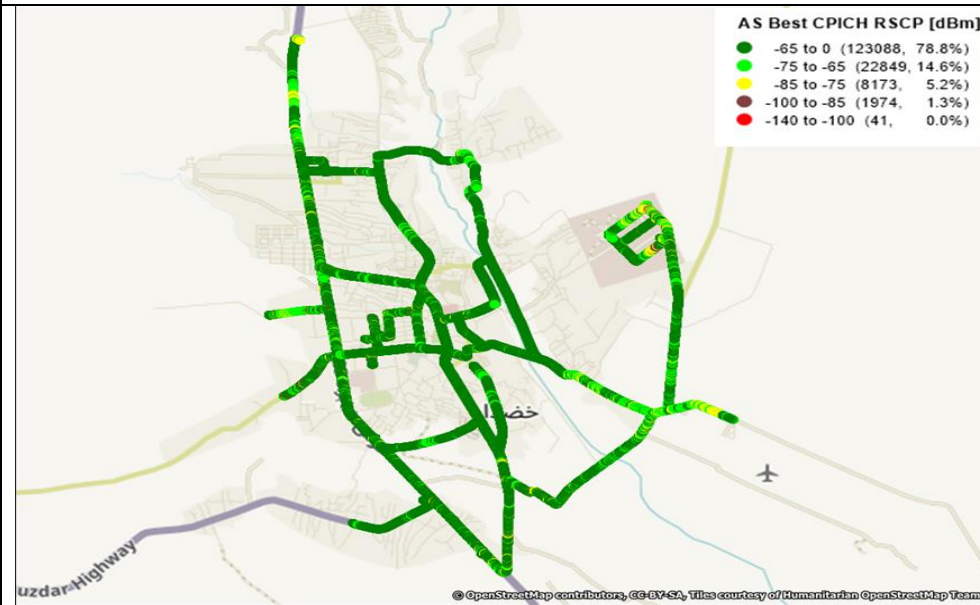 AS Best CPICH RSCP [dBm]
-65 to 0 (123088, 78.8%)
-75 to -65 (22849, 14.6%)
-85 to -75 (8173, 5.2%)
-100 to -85 (1974, 1.3%)
-140 to -100 (41, 0.0%)
uzdar-Highway
© OpenStreetMap contributors, CC-BY-SA, Tiles courtesy of Humanitarian OpenStreetMap Team